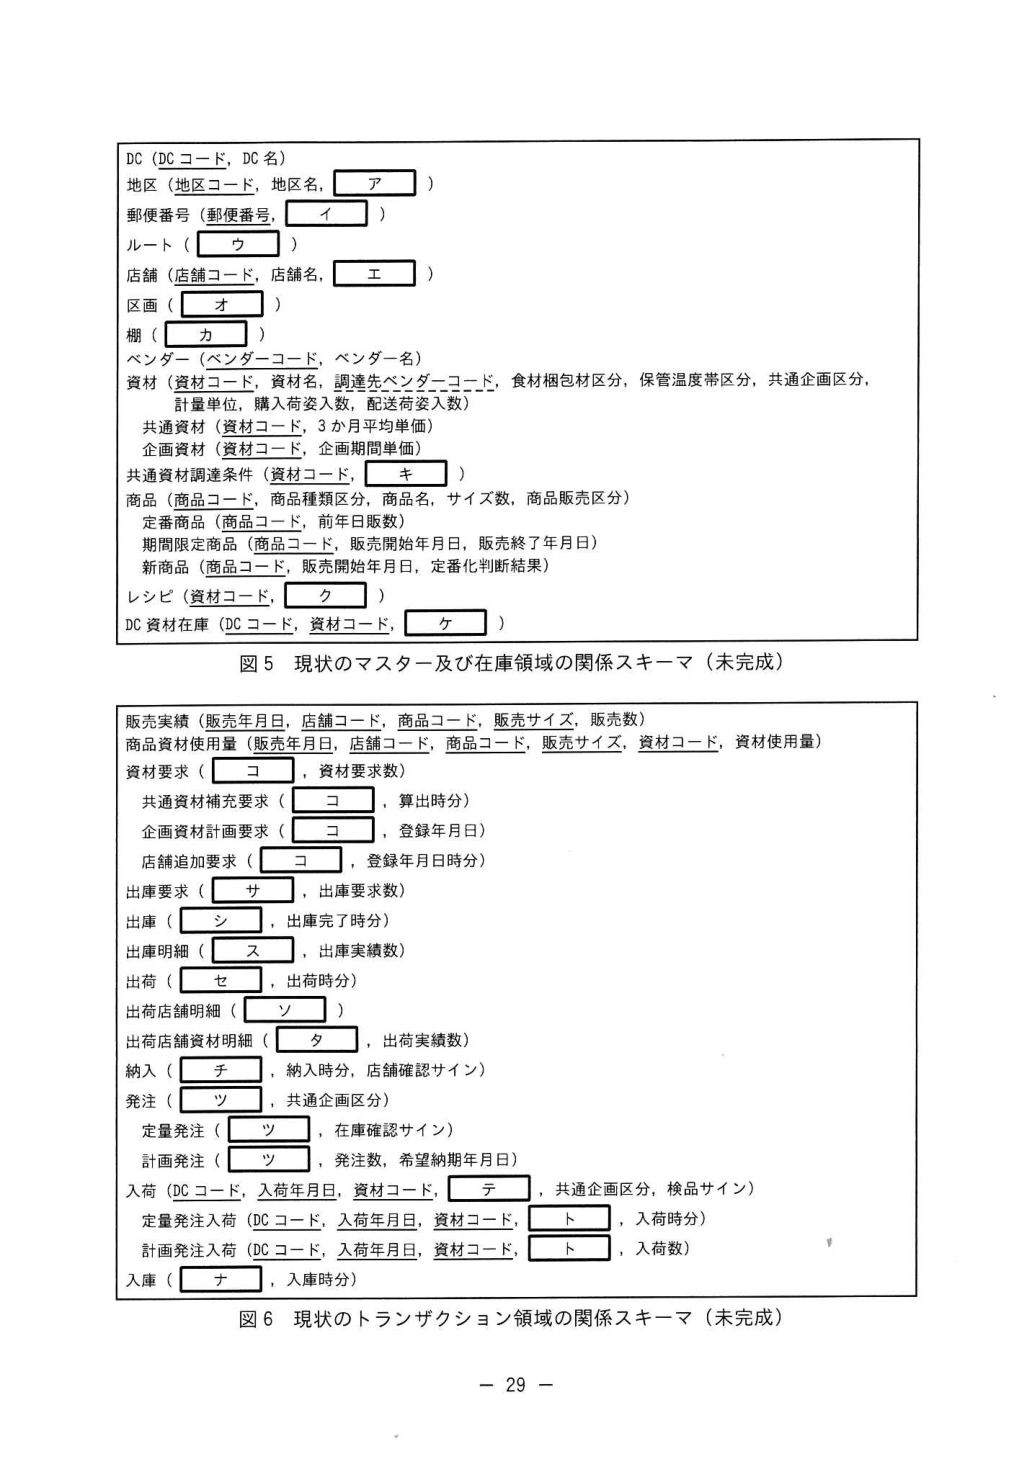 DC（DCコード，DC名）
地区（地区コード，地区名， ア ）
郵便番号（郵便番号， イ ）
ルート（ ウ ）
店舗（店舗コード，店舗名， エ ）
区画（ オ ）
棚（ カ ）
ベンダー（ベンダーコード，ベンダー名）
資材（資材コード，資材名，調達先ベンダーコード，食材梱包材区分，保管温度帯区分，共通企画区分，
計量単位，購入荷姿入数，配送荷姿入数）
共通資材（資材コード，3か月平均単価）
企画資材（資材コード，企画期間単価）
共通資材調達条件（資材コード， キ ）
商品（商品コード，商品種類区分，商品名，サイズ数，商品販売区分）
定番商品（商品コード，前年日販数）
期間限定商品（商品コード，販売開始年月日，販売終了年月日）
新商品（商品コード，販売開始年月日，定番化判断結果）
レシピ（資材コード， ク ）
DC資材在庫（DCコード，資材コード， ケ ）
図5 現状のマスター及び在庫領域の関係スキーマ（未完成）
販売実績（販売年月日，店舗コード，商品コード，販売サイズ，販売数）
商品資材使用量（販売年月日，店舗コード，商品コード，販売サイズ，資材コード，資材使用量）
資材要求（ コ ，資材要求数）
共通資材補充要求（ コ ，算出時分）
企画資材計画要求（ コ ，登録年月日）
店舗追加要求（ コ ，登録年月日時分）
出庫要求（ サ ，出庫要求数）
出庫（ シ ，出庫完了時分）
出庫明細（ ス ，出庫実績数）
出荷（ セ ，出荷時分）
出荷店舗明細（ ソ ）
出荷店舗資材明細（ タ ，出荷実績数）
納入（ チ ，納入時分，店舗確認サイン）
発注（ ツ ，共通企画区分）
定量発注（ ツ ，在庫確認サイン）
計画発注（ ツ ，発注数，希望納期年月日）
入荷（DCコード，入荷年月日，資材コード， テ ，共通企画区分，検品サイン）
定量発注入荷（DCコード，入荷年月日，資材コード， ト ，入荷時分）
計画発注入荷（DCコード，入荷年月日，資材コード， ト ，入荷数）
入庫（ ナ ，入庫時分）
図6 現状のトランザクション領域の関係スキーマ（未完成）
－ 29 －